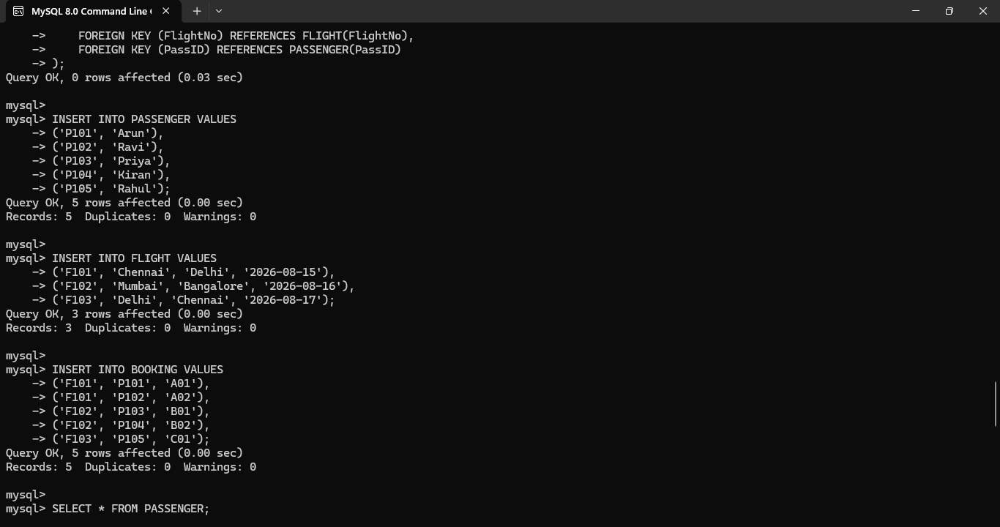 MySQL 8.0 Command Line
-> FOREIGN KEY (FlightNo) REFERENCES FLIGHT(FlightNo),
-> FOREIGN KEY (PassID) REFERENCES PASSENGER(PassID)
-> );
Query OK, 0 rows affected (0.03 sec)
mysql>
mysql> INSERT INTO PASSENGER VALUES
-> ('P101', 'Arun'),
-> ('P102', 'Ravi'),
-> ('P103', 'Priya'),
-> ('P104', 'Kiran'),
-> ('P105', 'Rahul');
Query OK, 5 rows affected (0.00 sec)
Records: 5  Duplicates: 0  Warnings: 0
mysql>
mysql> INSERT INTO FLIGHT VALUES
-> ('F101', 'Chennai', 'Delhi', '2026-08-15'),
-> ('F102', 'Mumbai', 'Bangalore', '2026-08-16'),
-> ('F103', 'Delhi', 'Chennai', '2026-08-17');
Query OK, 3 rows affected (0.00 sec)
Records: 3  Duplicates: 0  Warnings: 0
mysql>
mysql> INSERT INTO BOOKING VALUES
-> ('F101', 'P101', 'A01'),
-> ('F101', 'P102', 'A02'),
-> ('F102', 'P103', 'B01'),
-> ('F102', 'P104', 'B02'),
-> ('F103', 'P105', 'C01');
Query OK, 5 rows affected (0.00 sec)
Records: 5  Duplicates: 0  Warnings: 0
mysql>
mysql> SELECT * FROM PASSENGER;